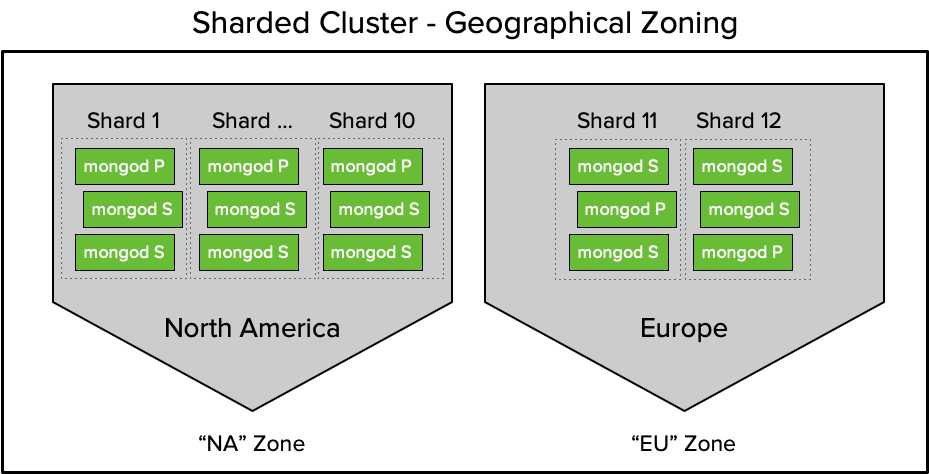 Sharded Cluster - Geographical Zoning
Shard 1
Shard ...
Shard 10
mongod P
mongod P
mongod P
mongod S
mongod S
mongod S
mongod S
mongod S
mongod S
North America
“NA” Zone
Shard 11
Shard 12
mongod S
mongod S
mongod P
mongod S
mongod S
mongod P
Europe
“EU” Zone